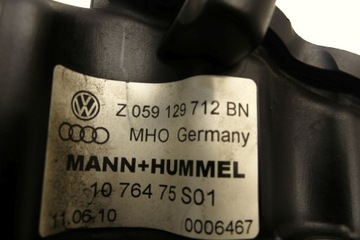 Z 059 129 712 BN
MHO Germany
MANN+HUMMEL
10 764 75 S01
11.06.10 0006467